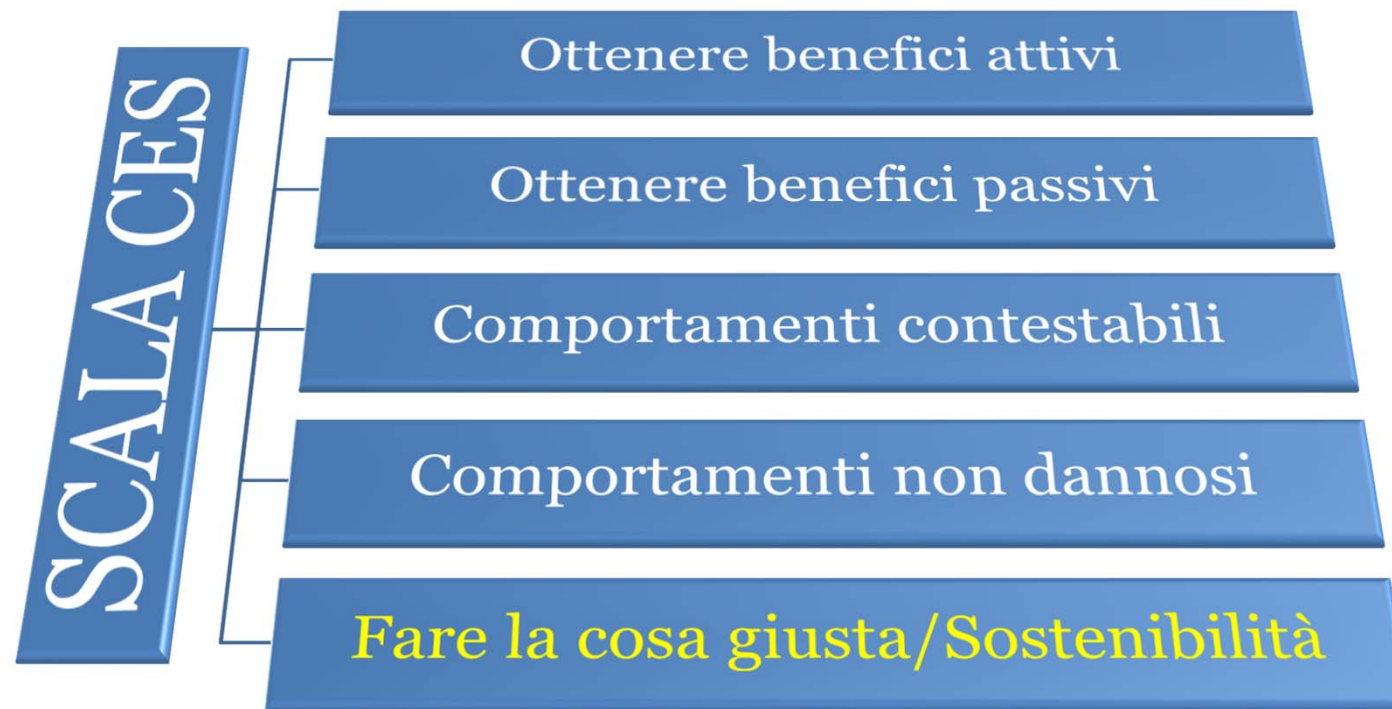 SCALA CES
Ottenere benefici attivi
Ottenere benefici passivi
Comportamenti contestabili
Comportamenti non dannosi
Fare la cosa giusta/Sostenibilità